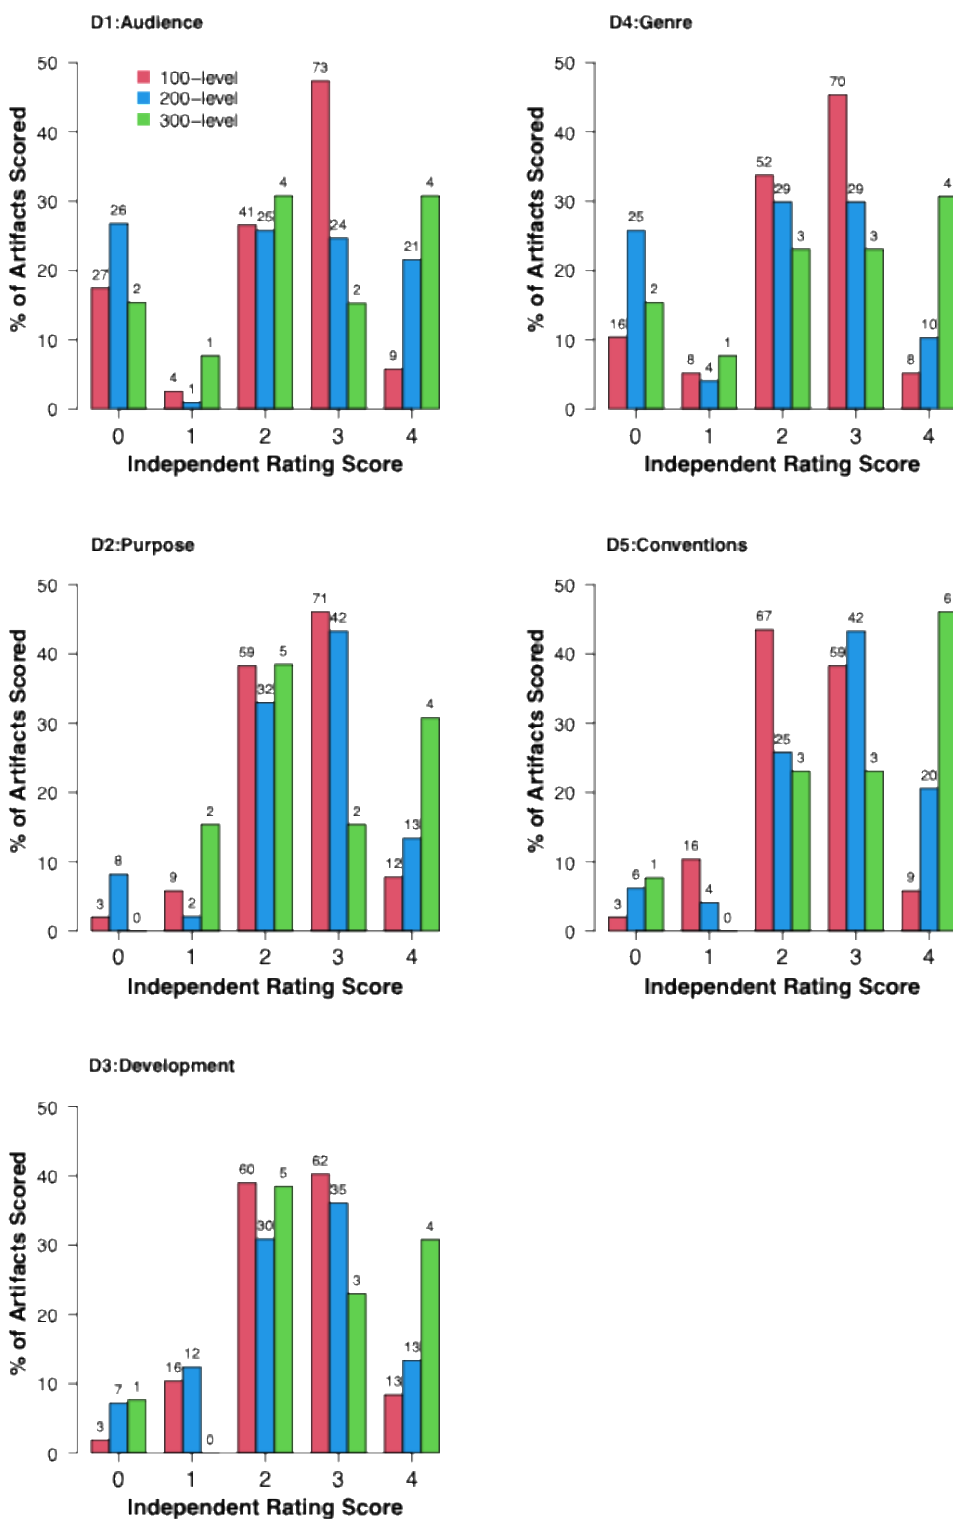 D1:Audience
50
40
30
20
10
0
% of Artifacts Scored
100-level
200-level
300-level
27 26 2
4 1 1
41 25 4
73 24 2
9 21 4
0 1 2 3 4
Independent Rating Score
D4:Genre
50
40
30
20
10
0
% of Artifacts Scored
16 25 2
8 4 1
52 29 3
70 29 3
8 10 4
0 1 2 3 4
Independent Rating Score
D2:Purpose
50
40
30
20
10
0
% of Artifacts Scored
3 8 0
9 2 2
59 32 5
71 42 2
12 13 4
0 1 2 3 4
Independent Rating Score
D5:Conventions
50
40
30
20
10
0
% of Artifacts Scored
3 6 1
16 4 0
67 25 3
59 42 3
9 20 6
0 1 2 3 4
Independent Rating Score
D3:Development
50
40
30
20
10
0
% of Artifacts Scored
3 7 1
16 12 0
60 30 5
62 35 3
13 13 4
0 1 2 3 4
Independent Rating Score